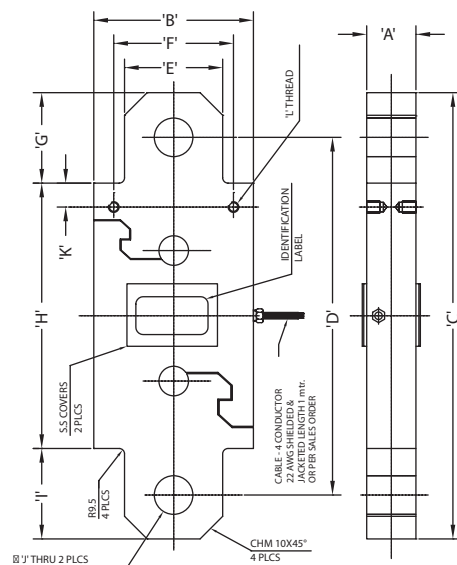 'B'
'F'
'E'
'A'
'L' THREAD
'G'
'K'
IDENTIFICATION
LABEL
'H'
'D'
'C'
S.S COVERS
2 PLCS
CABLE - 4 CONDUCTOR
22 AWG SHIELDED &
JACKETED LENGTH 1 mtr.
OR PER SALES ORDER
'I'
R9.5
4 PLCS
CHM 10X45°
4 PLCS
'J' THRU 2 PLCS